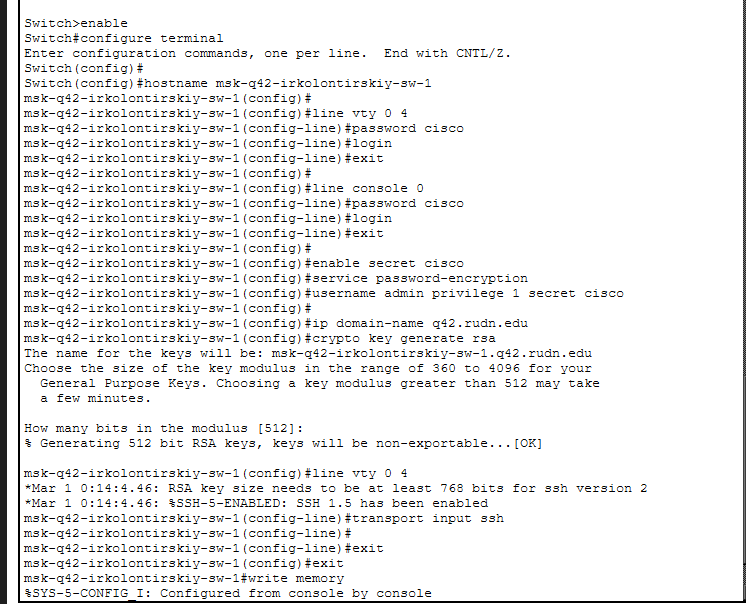 Switch>enable
Switch#configure terminal
Enter configuration commands, one per line.  End with CNTL/Z.
Switch(config)#
Switch(config)#hostname msk-q42-irkolontirskiy-sw-1
msk-q42-irkolontirskiy-sw-1(config)#
msk-q42-irkolontirskiy-sw-1(config)#line vty 0 4
msk-q42-irkolontirskiy-sw-1(config-line)#password cisco
msk-q42-irkolontirskiy-sw-1(config-line)#login
msk-q42-irkolontirskiy-sw-1(config-line)#exit
msk-q42-irkolontirskiy-sw-1(config)#
msk-q42-irkolontirskiy-sw-1(config)#line console 0
msk-q42-irkolontirskiy-sw-1(config-line)#password cisco
msk-q42-irkolontirskiy-sw-1(config-line)#login
msk-q42-irkolontirskiy-sw-1(config-line)#exit
msk-q42-irkolontirskiy-sw-1(config)#
msk-q42-irkolontirskiy-sw-1(config)#enable secret cisco
msk-q42-irkolontirskiy-sw-1(config)#service password-encryption
msk-q42-irkolontirskiy-sw-1(config)#username admin privilege 1 secret cisco
msk-q42-irkolontirskiy-sw-1(config)#
msk-q42-irkolontirskiy-sw-1(config)#ip domain-name q42.rudn.edu
msk-q42-irkolontirskiy-sw-1(config)#crypto key generate rsa
The name for the keys will be: msk-q42-irkolontirskiy-sw-1.q42.rudn.edu
Choose the size of the key modulus in the range of 360 to 4096 for your
  General Purpose Keys. Choosing a key modulus greater than 512 may take
  a few minutes.

How many bits in the modulus [512]:
% Generating 512 bit RSA keys, keys will be non-exportable...[OK]

msk-q42-irkolontirskiy-sw-1(config)#line vty 0 4
*Mar 1 0:14:4.46: RSA key size needs to be at least 768 bits for ssh version 2
*Mar 1 0:14:4.46: %SSH-5-ENABLED: SSH 1.5 has been enabled
msk-q42-irkolontirskiy-sw-1(config-line)#transport input ssh
msk-q42-irkolontirskiy-sw-1(config-line)#
msk-q42-irkolontirskiy-sw-1(config-line)#exit
msk-q42-irkolontirskiy-sw-1(config)#exit
msk-q42-irkolontirskiy-sw-1#write memory
%SYS-5-CONFIG_I: Configured from console by console